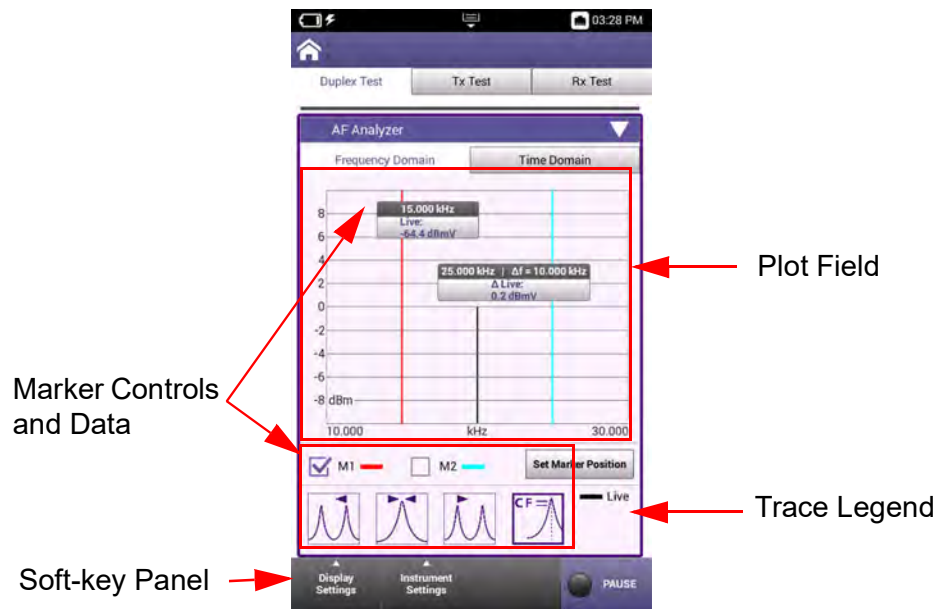 03:28 PM
Duplex Test
Tx Test
Rx Test
AF Analyzer
Frequency Domain
Time Domain
8
6
4
2
0
-2
-4
-6
-8 dBm
15.000 kHz
Live:
-64.4 dBmV
25.000 kHz | Δf = 10.000 kHz
Δ Live:
0.2 dBmV
10.000
kHz
30.000
Plot Field
Marker Controls
and Data
M1
M2
Set Marker Position
CF=
Live
Trace Legend
Soft-key Panel
Display
Settings
Instrument
Settings
PAUSE